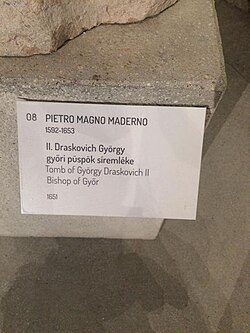 08 PIETRO MAGNO MADERNO
1592-1653
II. Draskovich György
győri püspök síremléke
Tomb of György Draskovich II
Bishop of Győr
1651